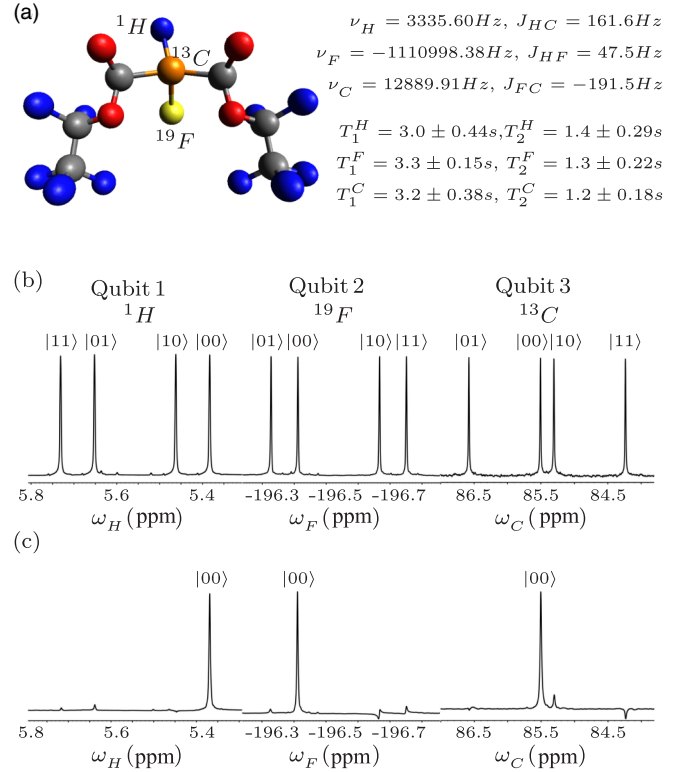 (a)
¹H
¹³C
¹⁹F
ν_H = 3335.60Hz, J_HC = 161.6Hz
ν_F = −1110998.38Hz, J_HF = 47.5Hz
ν_C = 12889.91Hz, J_FC = −191.5Hz
T₁^H = 3.0 ± 0.44s, T₂^H = 1.4 ± 0.29s
T₁^F = 3.3 ± 0.15s, T₂^F = 1.3 ± 0.22s
T₁^C = 3.2 ± 0.38s, T₂^C = 1.2 ± 0.18s
(b)
Qubit 1 Qubit 2 Qubit 3
¹H ¹⁹F ¹³C
|11⟩ |01⟩ |10⟩ |00⟩ |01⟩ |00⟩ |10⟩ |11⟩ |01⟩ |00⟩ |10⟩ |11⟩
5.8 5.6 5.4 -196.3 -196.5 -196.7 86.5 85.5 84.5
ω_H (ppm) ω_F (ppm) ω_C (ppm)
(c)
|00⟩ |00⟩ |00⟩
5.8 5.6 5.4 -196.3 -196.5 -196.7 86.5 85.5 84.5
ω_H (ppm) ω_F (ppm) ω_C (ppm)